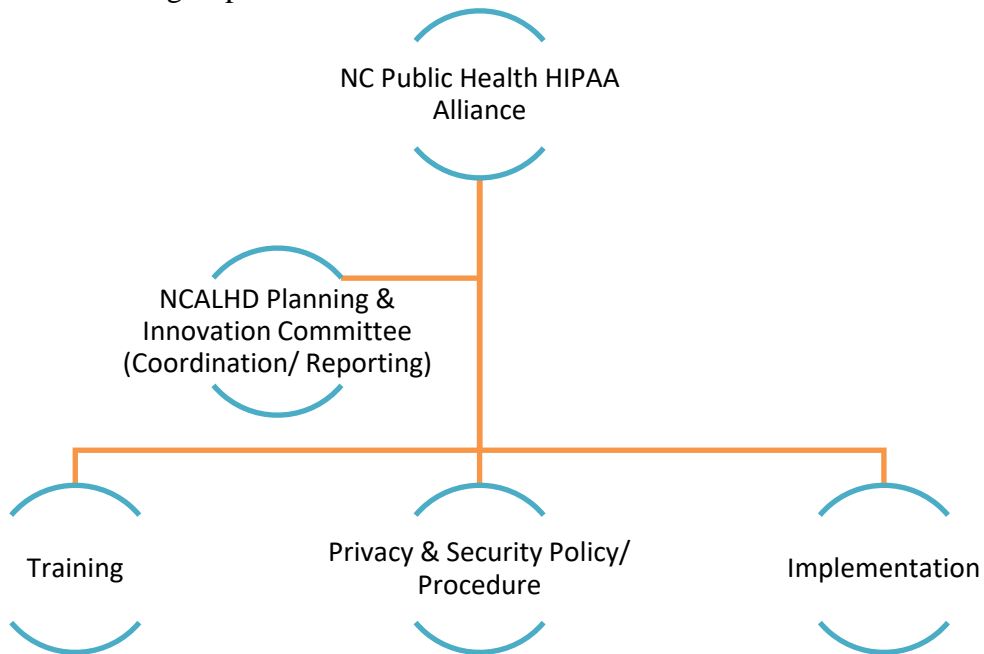 NC Public Health HIPAA
Alliance
NCALHD Planning &
Innovation Committee
(Coordination/ Reporting)
Training
Privacy & Security Policy/
Procedure
Implementation